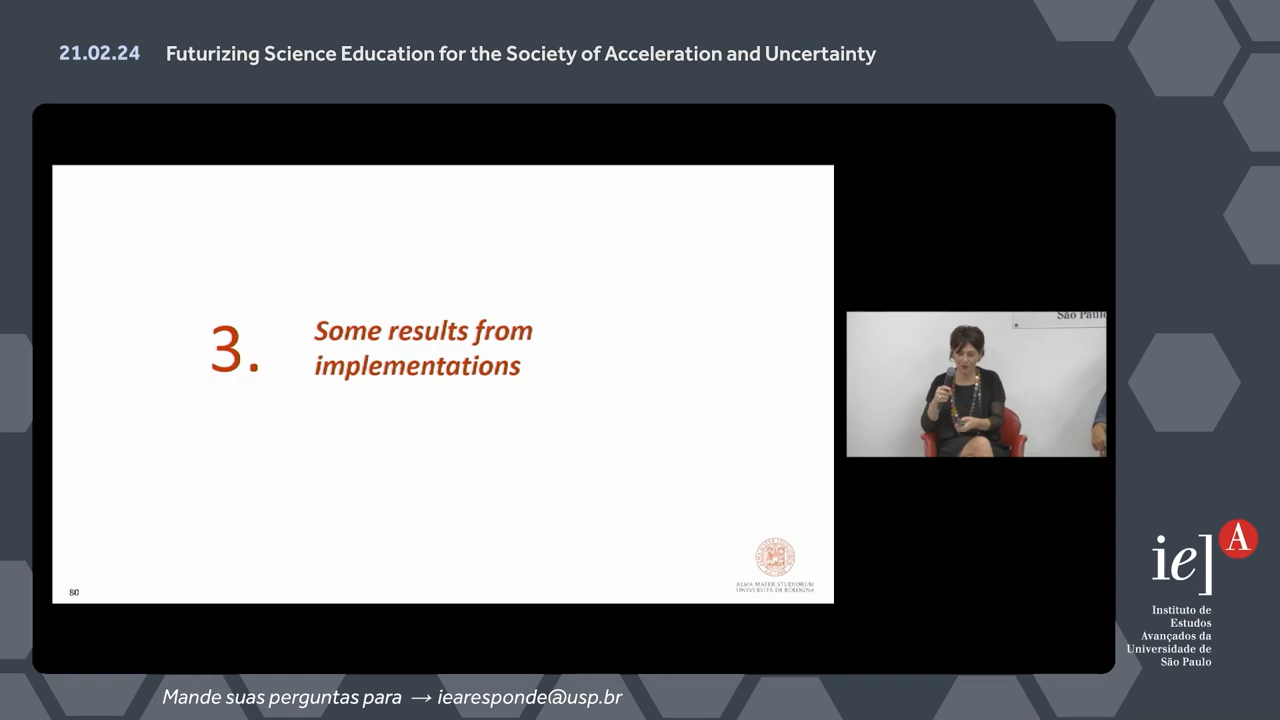 21.02.24 Futurizing Science Education for the Society of Acceleration and Uncertainty
3. Some results from
implementations
São Paulo
80
ALMA MATER STUDIORUM
UNIVERSITÀ DI BOLOGNA
ie] A
Instituto de
Estudos
Avançados da
Universidade de
São Paulo
Mande suas perguntas para → iearesponde@usp.br